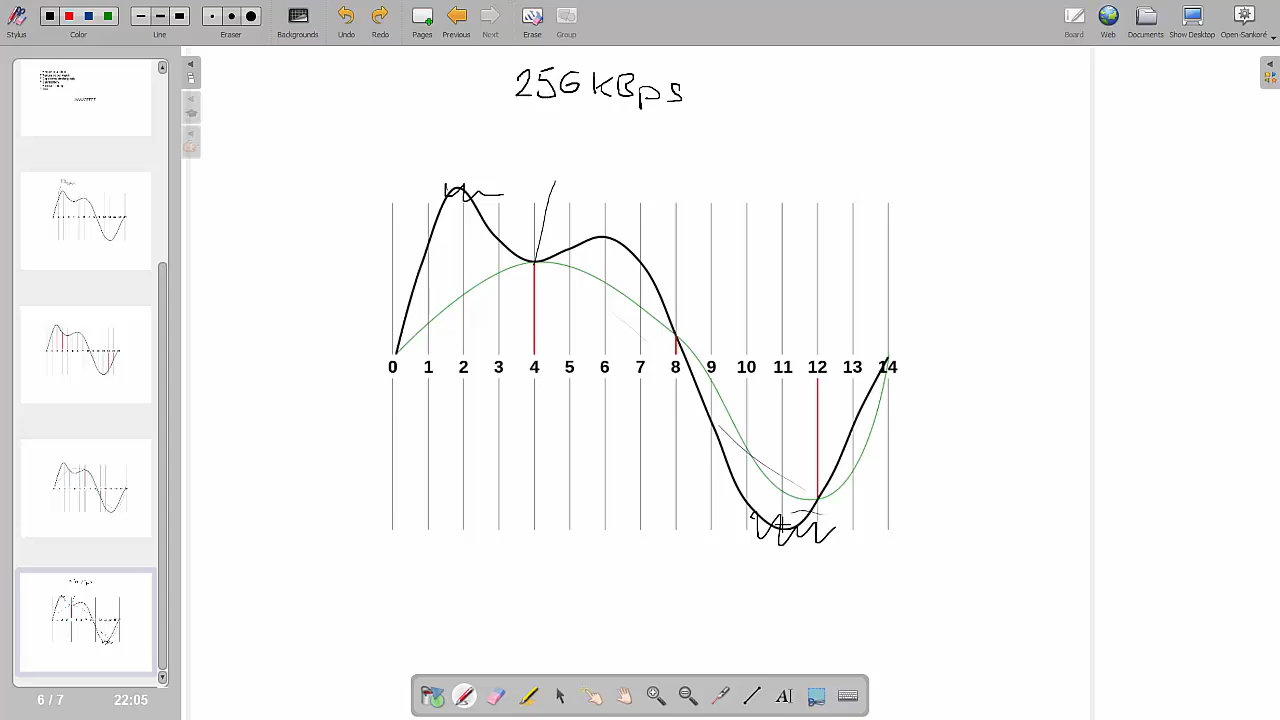 Stylus Color Line Eraser Backgrounds Undo Redo Pages Previous Next Erase Group Board Web Documents Show Desktop Open-Sankoré
256 KBps
0 1 2 3 4 5 6 7 8 9 10 11 12 13 14
6 / 7 22:05